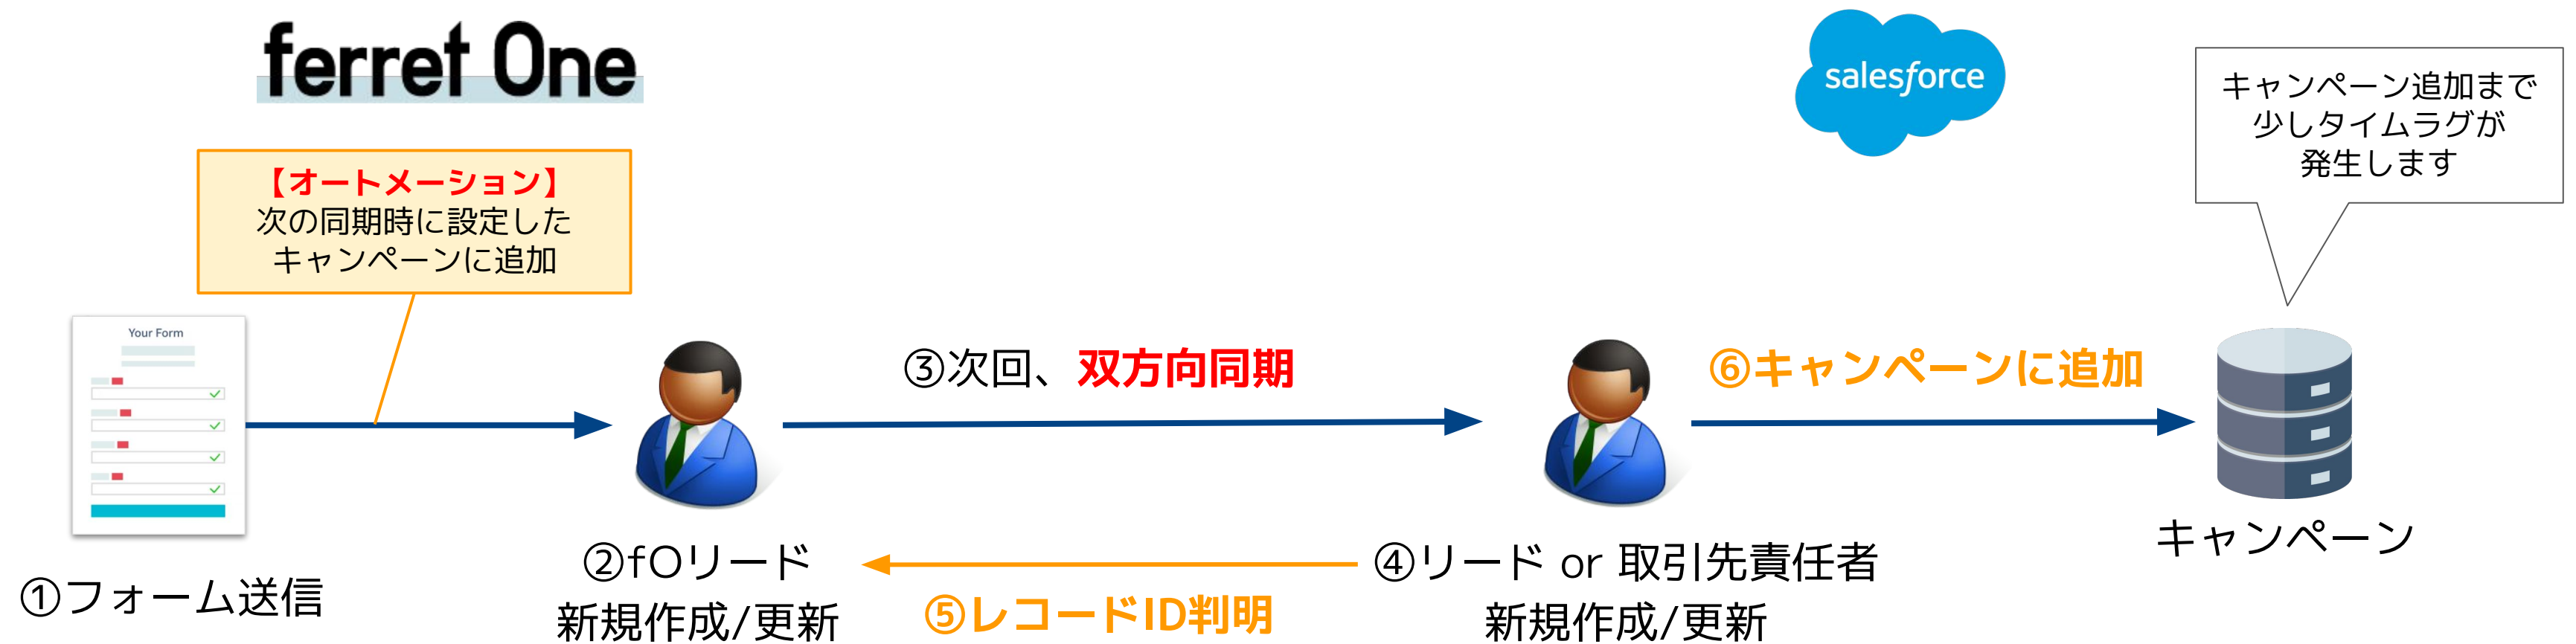 ferret One
salesforce
キャンペーン追加まで
少しタイムラグが
発生します
【オートメーション】
次の同期時に設定した
キャンペーンに追加
Your Form
③次回、双方向同期
⑥キャンペーンに追加
①フォーム送信
②fOリード
新規作成/更新
⑤レコードID判明
④リード or 取引先責任者
新規作成/更新
キャンペーン